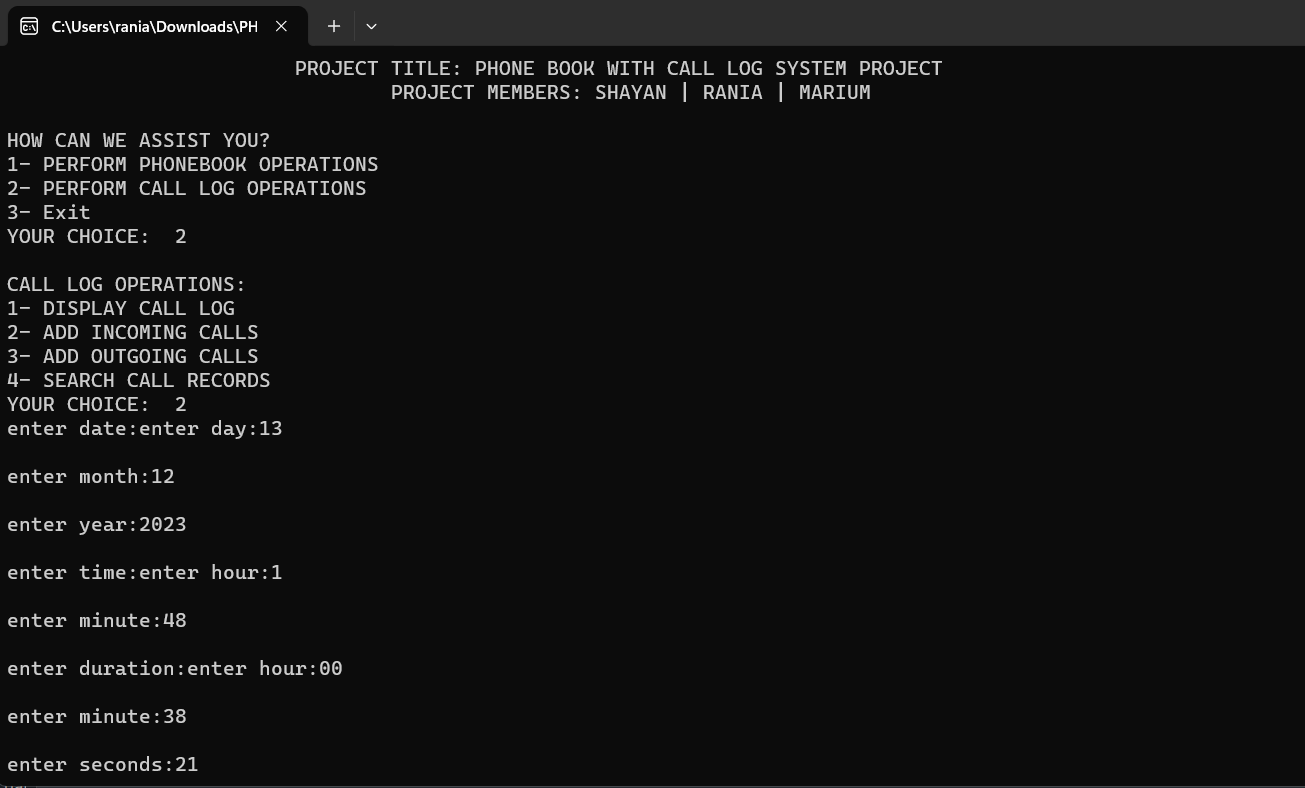 C:\Users\rania\Downloads\PH
PROJECT TITLE: PHONE BOOK WITH CALL LOG SYSTEM PROJECT
PROJECT MEMBERS: SHAYAN | RANIA | MARIUM
HOW CAN WE ASSIST YOU?
1- PERFORM PHONEBOOK OPERATIONS
2- PERFORM CALL LOG OPERATIONS
3- Exit
YOUR CHOICE:  2
CALL LOG OPERATIONS:
1- DISPLAY CALL LOG
2- ADD INCOMING CALLS
3- ADD OUTGOING CALLS
4- SEARCH CALL RECORDS
YOUR CHOICE:  2
enter date:enter day:13
enter month:12
enter year:2023
enter time:enter hour:1
enter minute:48
enter duration:enter hour:00
enter minute:38
enter seconds:21